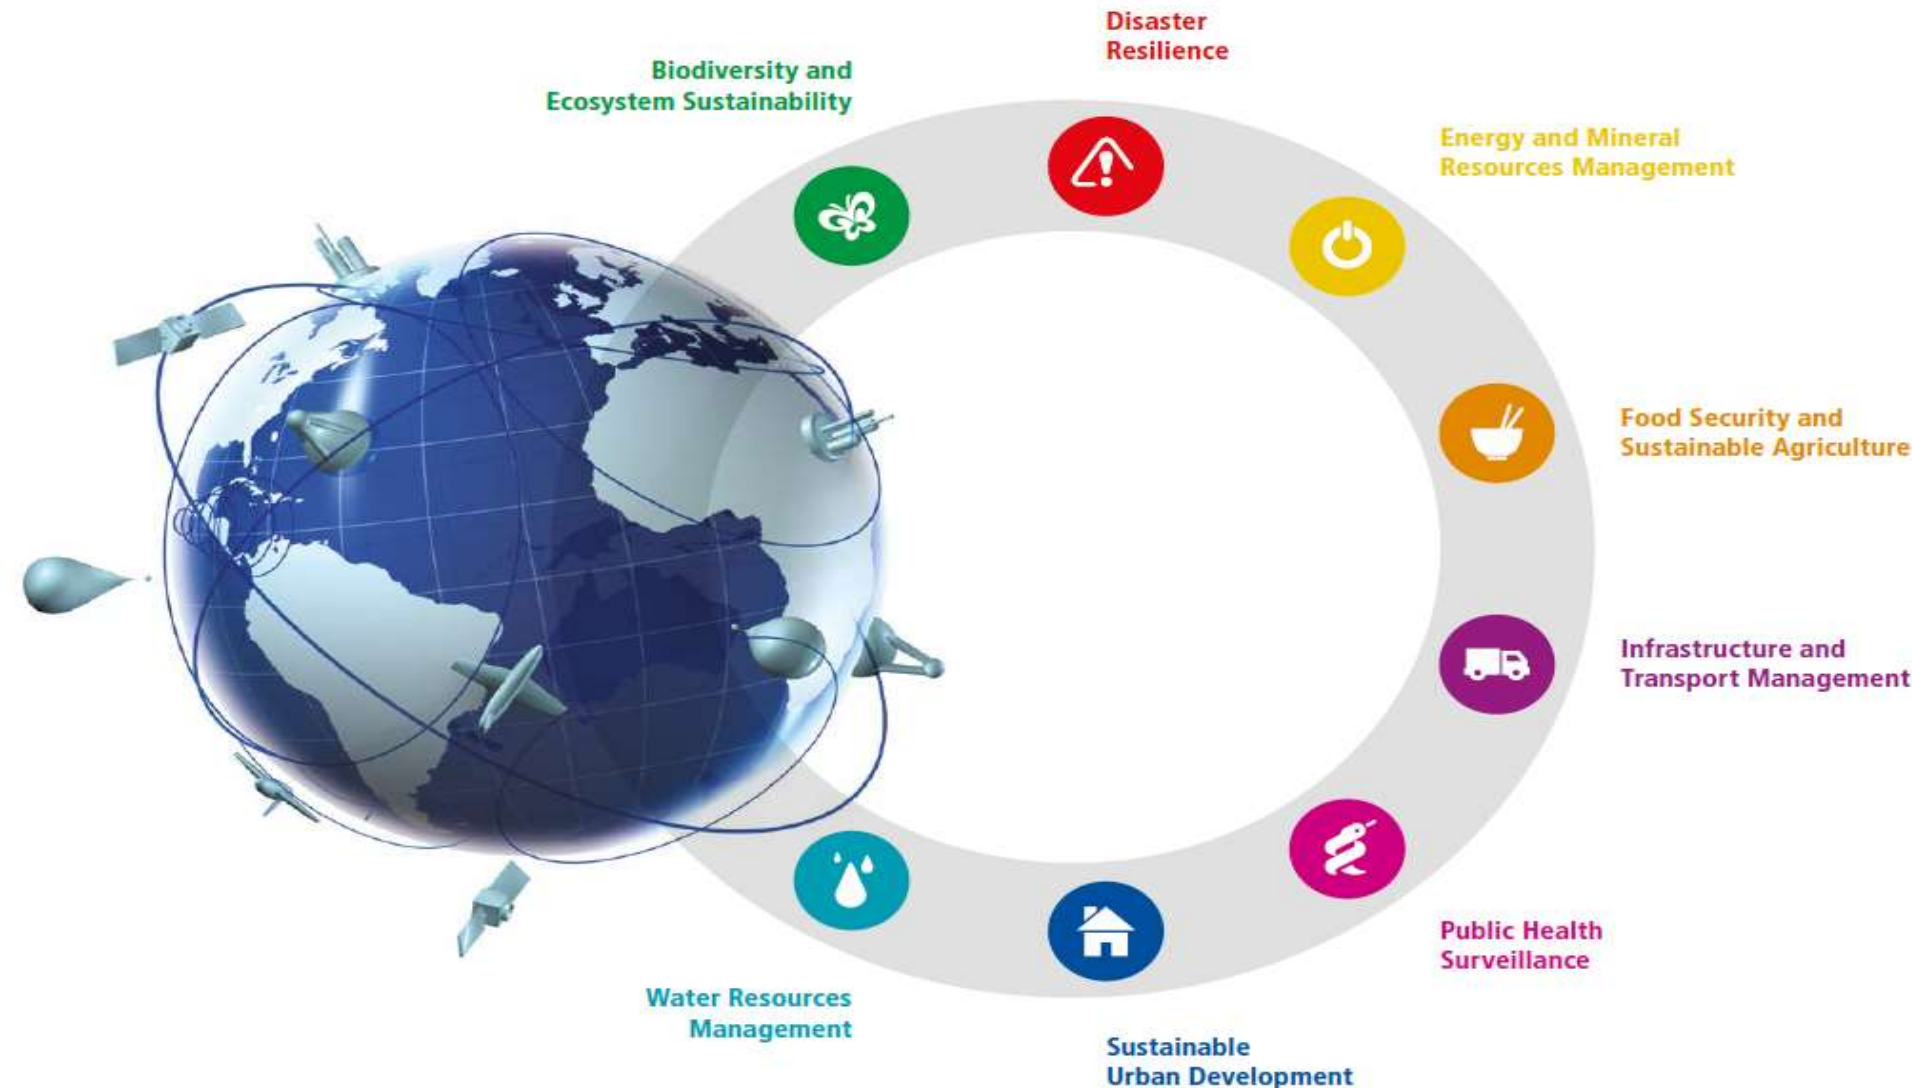 Disaster
Resilience
Biodiversity and
Ecosystem Sustainability
Energy and Mineral
Resources Management
Food Security and
Sustainable Agriculture
Infrastructure and
Transport Management
Public Health
Surveillance
Water Resources
Management
Sustainable
Urban Development